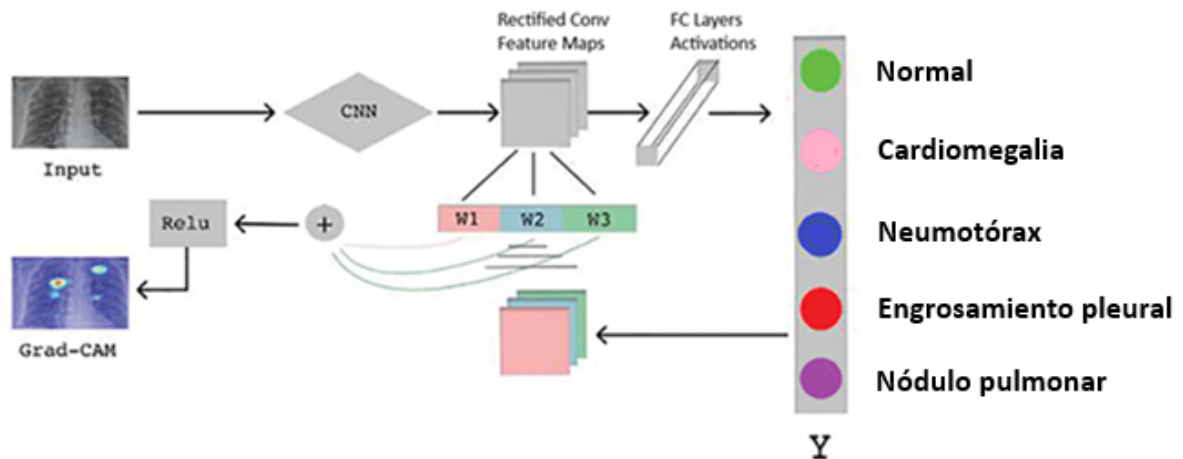 Rectified Conv
Feature Maps
FC Layers
Activations
Input
CNN
Normal
Cardiomegalia
Neumotórax
Engrosamiento pleural
Nódulo pulmonar
Y
W1 W2 W3
+
Relu
Grad-CAM